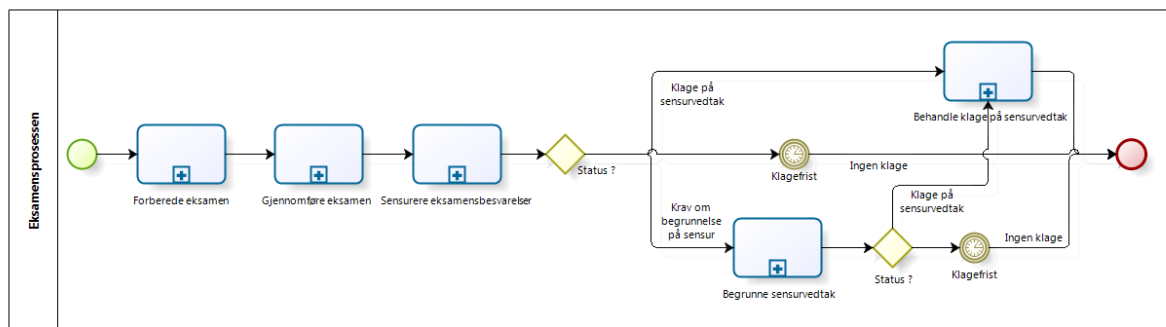 Eksamensprosessen
Forberede eksamen
Gjennomføre eksamen
Sensurere eksamensbesvarelser
Status ?
Klage på
sensurvedtak
Behandle klage på sensurvedtak
Klagefrist
Ingen klage
Krav om
begrunnelse
på sensur
Begrunne sensurvedtak
Klage på
sensurvedtak
Status ?
Klagefrist
Ingen klage